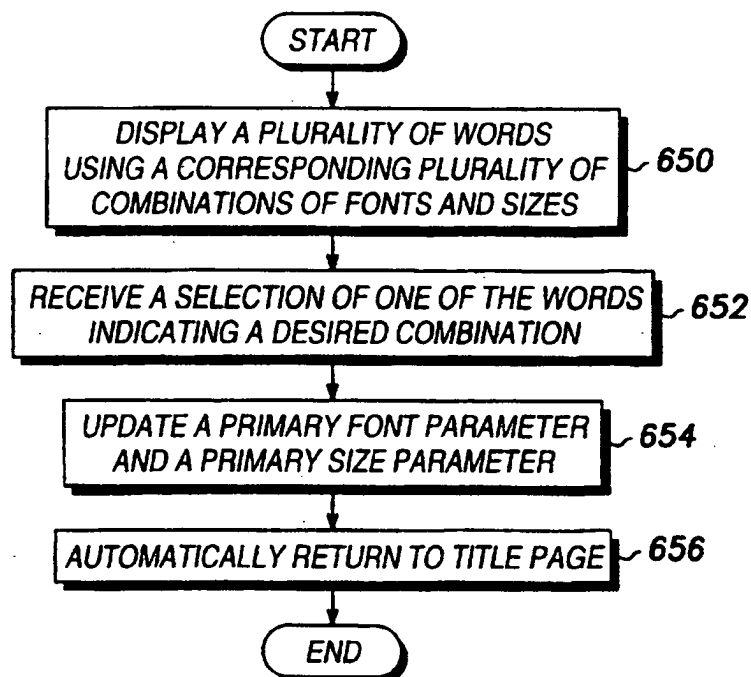 START
DISPLAY A PLURALITY OF WORDS
USING A CORRESPONDING PLURALITY OF
COMBINATIONS OF FONTS AND SIZES
650
RECEIVE A SELECTION OF ONE OF THE WORDS
INDICATING A DESIRED COMBINATION
652
UPDATE A PRIMARY FONT PARAMETER
AND A PRIMARY SIZE PARAMETER
654
AUTOMATICALLY RETURN TO TITLE PAGE
656
END